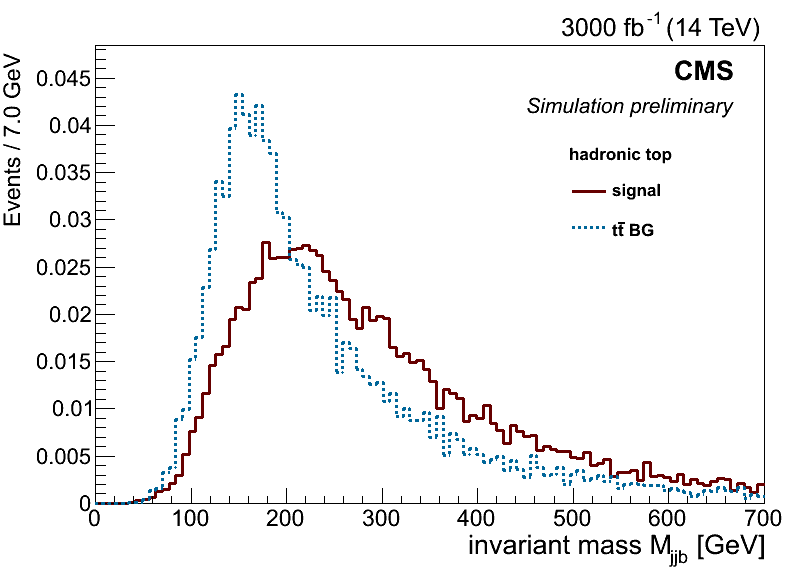 3000 fb⁻¹ (14 TeV)
CMS
Simulation preliminary
hadronic top
signal
tt̄ BG
Events / 7.0 GeV
0.045
0.04
0.035
0.03
0.025
0.02
0.015
0.01
0.005
0
0 100 200 300 400 500 600 700
invariant mass M_jjb [GeV]